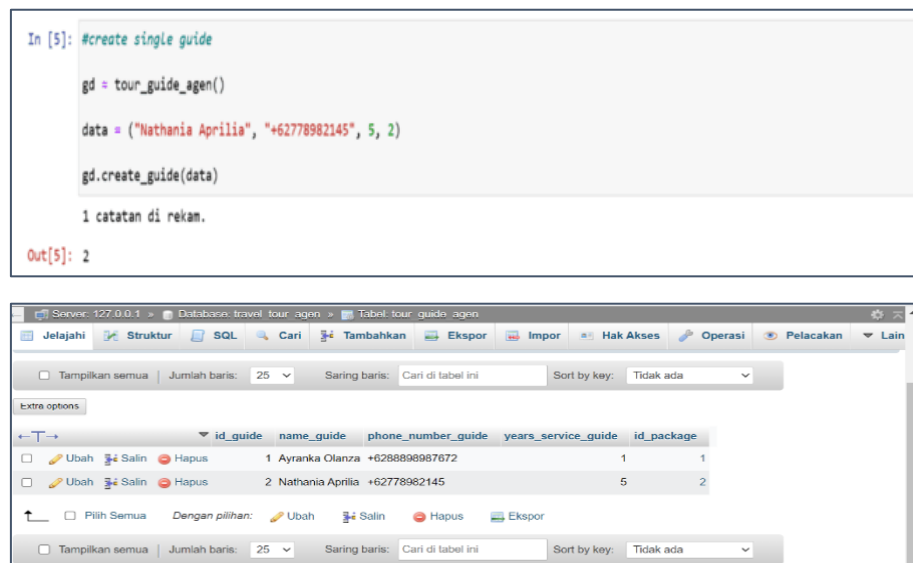 In [5]: #create single guide
gd = tour_guide_agen()
data = ("Nathania Aprilia", "+62778982145", 5, 2)
gd.create_guide(data)
1 catatan di rekam.
Out[5]: 2
Server: 127.0.0.1 » Database: travel_tour_agen » Tabel: tour_guide_agen
Jelajahi Struktur SQL Cari Tambahkan Ekspor Impor Hak Akses Operasi Pelacakan Lain
Tampilkan semua | Jumlah baris: 25 Saring baris: Cari di tabel ini Sort by key: Tidak ada
Extra options
←T→ id_guide name_guide phone_number_guide years_service_guide id_package
Ubah Salin Hapus 1 Ayranka Olanza +6288898987672 1 1
Ubah Salin Hapus 2 Nathania Aprilia +62778982145 5 2
Pilih Semua Dengan pilihan: Ubah Salin Hapus Ekspor
Tampilkan semua | Jumlah baris: 25 Saring baris: Cari di tabel ini Sort by key: Tidak ada